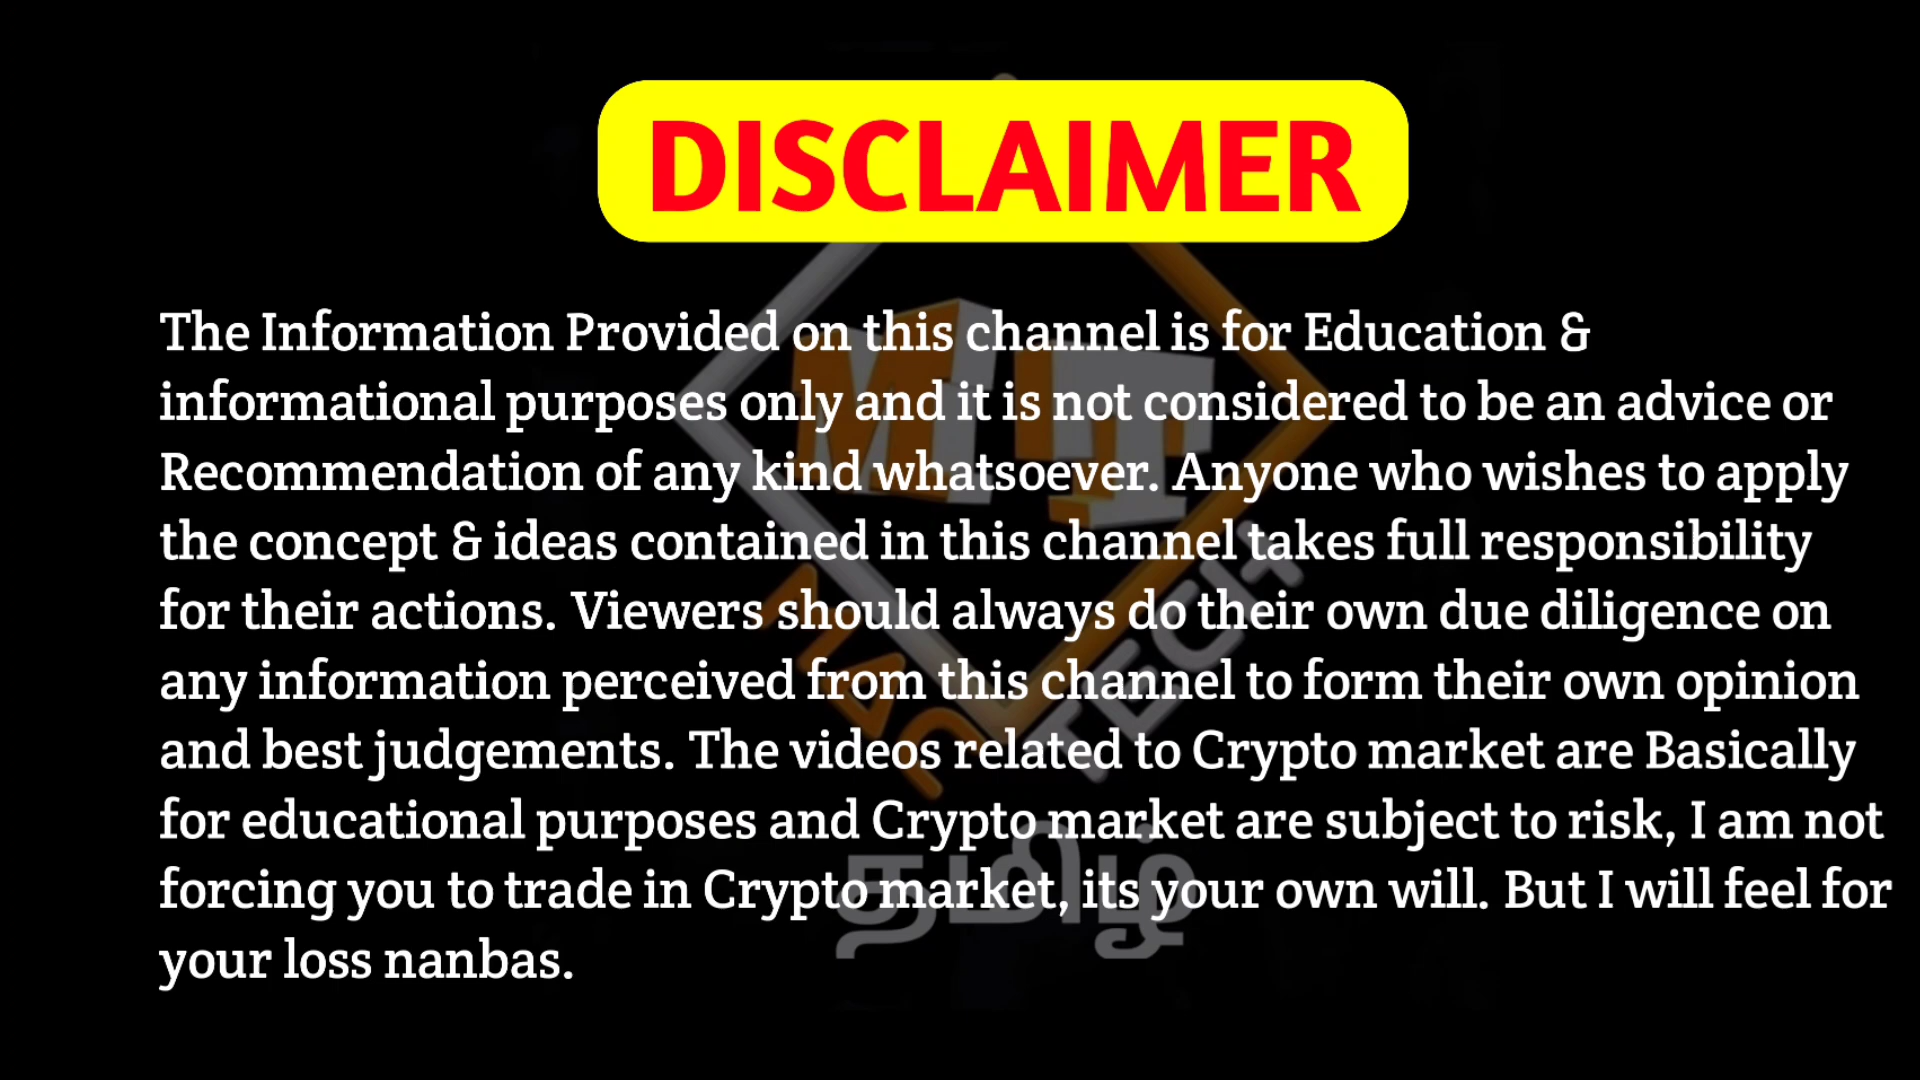 DISCLAIMER
The Information Provided on this channel is for Education &
informational purposes only and it is not considered to be an advice or
Recommendation of any kind whatsoever. Anyone who wishes to apply
the concept & ideas contained in this channel takes full responsibility
for their actions. Viewers should always do their own due diligence on
any information perceived from this channel to form their own opinion
and best judgements. The videos related to Crypto market are Basically
for educational purposes and Crypto market are subject to risk, I am not
forcing you to trade in Crypto market, its your own will. But I will feel for
your loss nanbas.
MT
TECH
தமிழ்